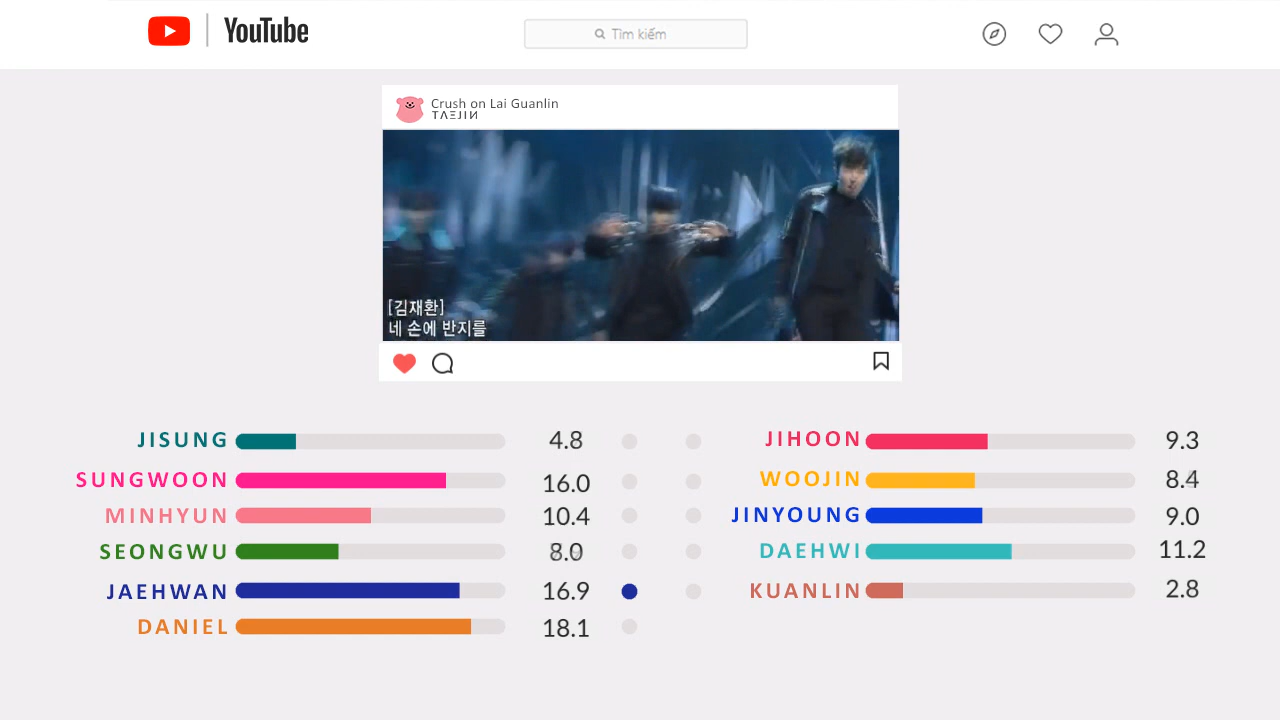 YouTube
Tìm kiếm
Crush on Lai Guanlin
TΛΞJIN
[김재환]
네 손에 반지를
JISUNG 4.8
SUNGWOON 16.0
MINHYUN 10.4
SEONGWU 8.0
JAEHWAN 16.9
DANIEL 18.1
JIHOON 9.3
WOOJIN 8.4
JINYOUNG 9.0
DAEHWI 11.2
KUANLIN 2.8